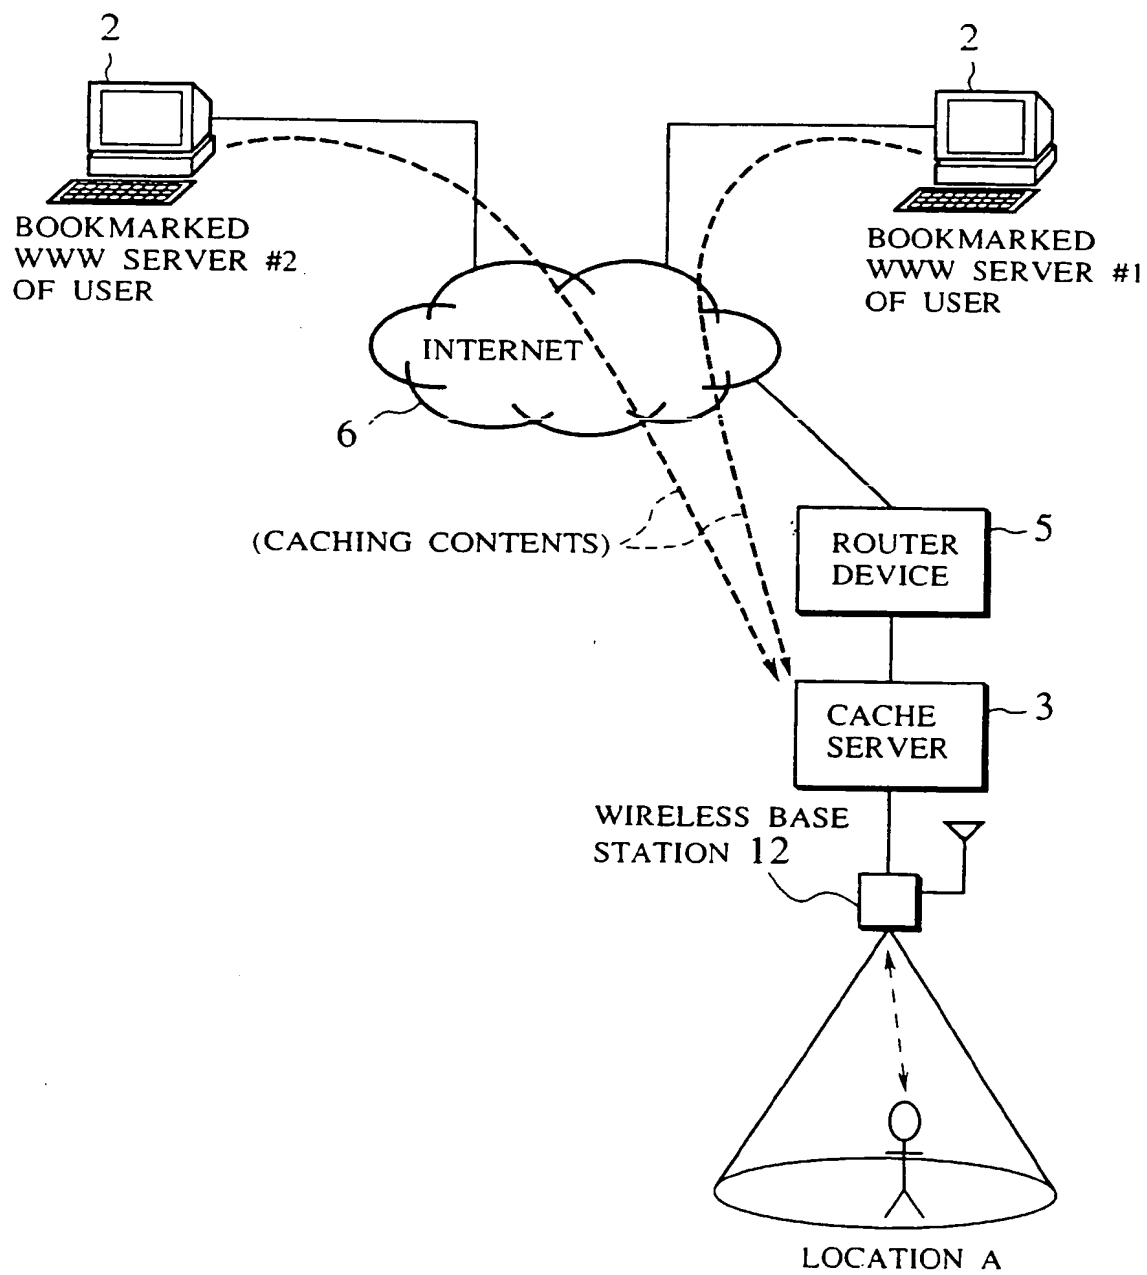 2
2
BOOKMARKED
WWW SERVER #2
OF USER
BOOKMARKED
WWW SERVER #1
OF USER
INTERNET
6
(CACHING CONTENTS)
ROUTER
DEVICE
5
CACHE
SERVER
3
WIRELESS BASE
STATION 12
LOCATION A